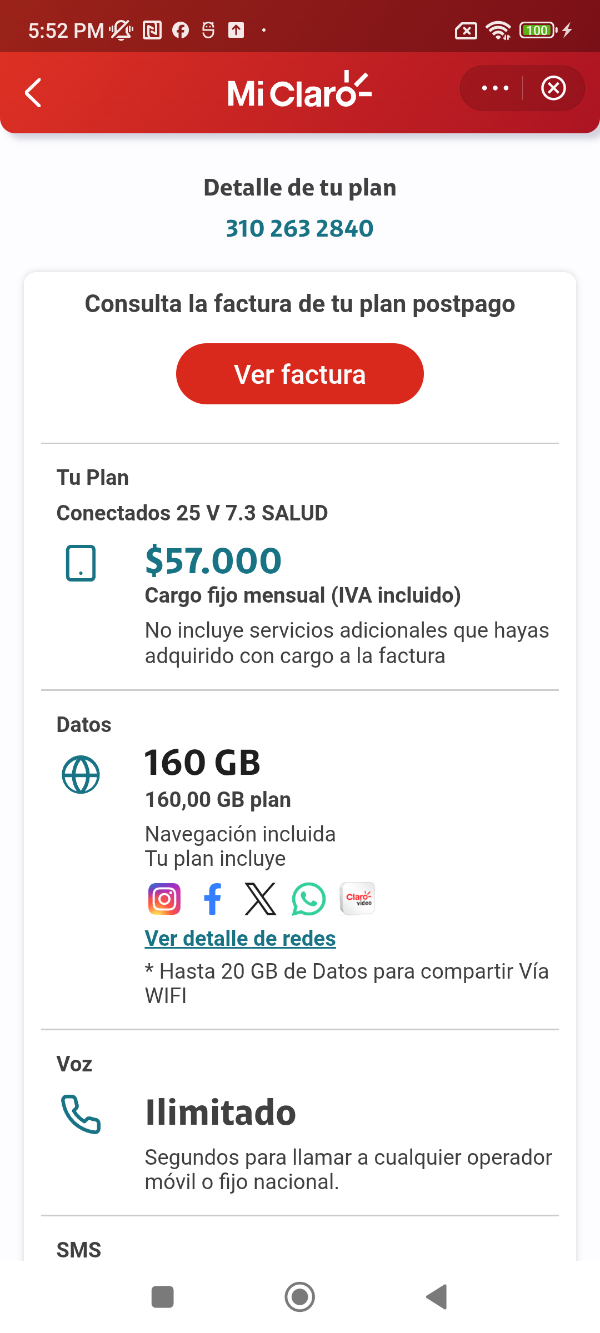 5:52 PM
100
Mi Claro
Detalle de tu plan
310 263 2840
Consulta la factura de tu plan postpago
Ver factura
Tu Plan
Conectados 25 V 7.3 SALUD
$57.000
Cargo fijo mensual (IVA incluido)
No incluye servicios adicionales que hayas
adquirido con cargo a la factura
Datos
160 GB
160,00 GB plan
Navegación incluida
Tu plan incluye
Claro
video
Ver detalle de redes
* Hasta 20 GB de Datos para compartir Vía
WIFI
Voz
Ilimitado
Segundos para llamar a cualquier operador
móvil o fijo nacional.
SMS